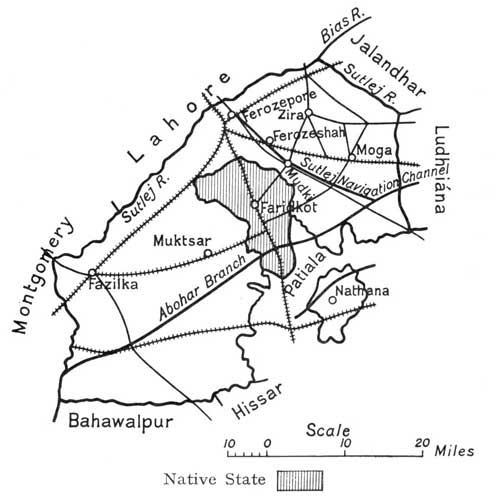 Bias R.
Jalandhar
Sutlej R.
Lahore
Ferozepore
Zira
Ferozeshah
Moga
Ludhiána
Mudki
Sutlej Navigation Channel
Sutlej R.
Faridkot
Muktsar
Montgomery
Fazilka
Abohar Branch
Patiala
Nathana
Hissar
Bahawalpur
Scale
10 0 10 20 Miles
Native State